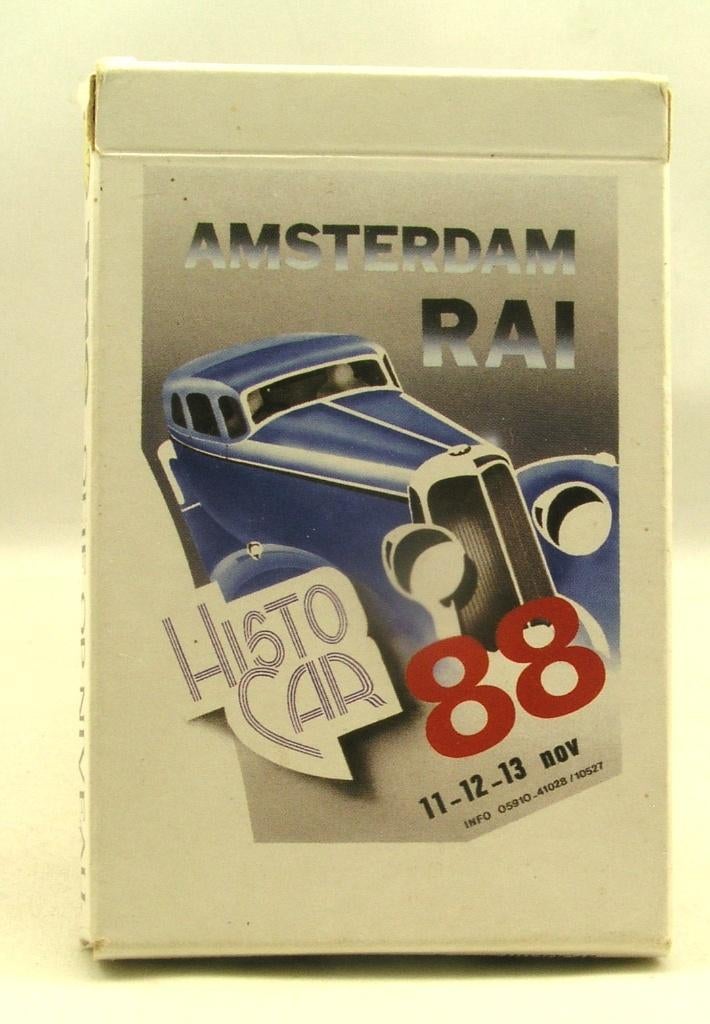 AMSTERDAM
RAI
HISTO
CAR
88
11-12-13 nov
INFO 05910-41028/10527